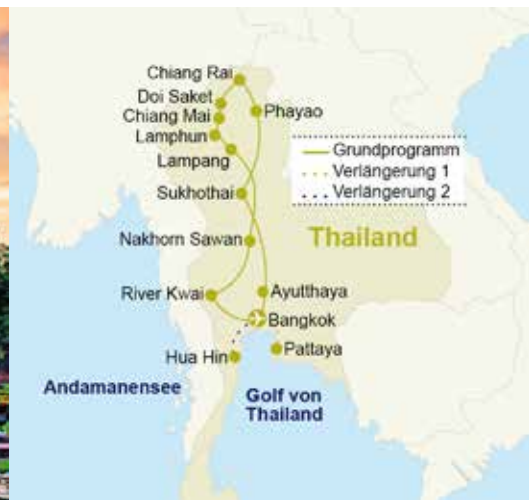 Chiang Rai
Doi Saket
Chiang Mai
Phayao
Lamphun
Lampang
Grundprogramm
Verlängerung 1
Verlängerung 2
Sukhothai
Nakhorn Sawan
Thailand
River Kwai
Ayutthaya
Bangkok
Hua Hin
Pattaya
Andamanensee
Golf von
Thailand